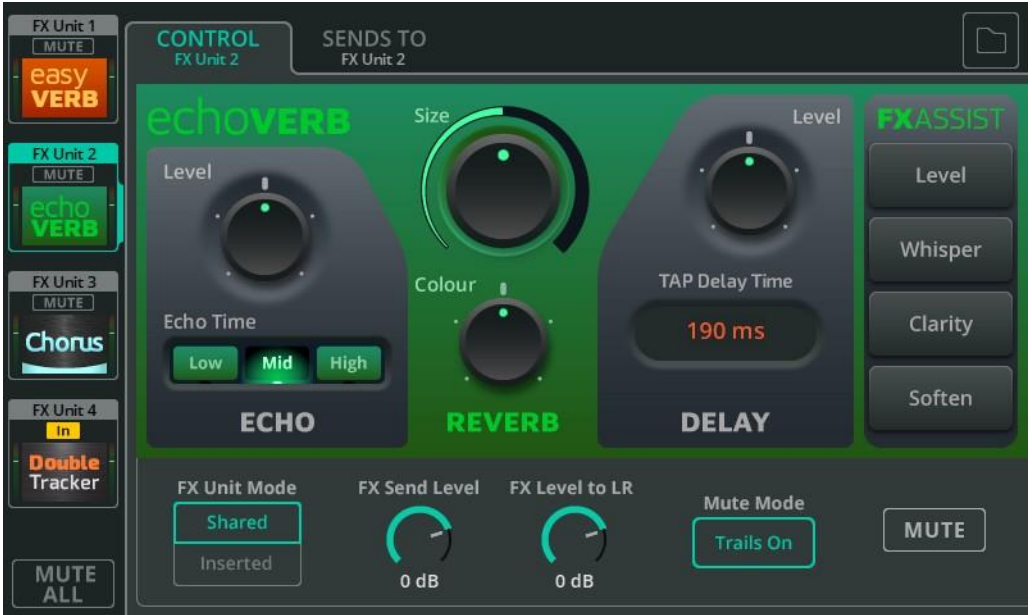 FX Unit 1
MUTE
easy
VERB
FX Unit 2
MUTE
echo
VERB
FX Unit 3
MUTE
Chorus
FX Unit 4
In
Double
Tracker
MUTE
ALL
CONTROL
FX Unit 2
SENDS TO
FX Unit 2
echoVERB
Level
Echo Time
Low Mid High
ECHO
Size
Colour
REVERB
Level
TAP Delay Time
190 ms
DELAY
FXASSIST
Level
Whisper
Clarity
Soften
FX Unit Mode
Shared
Inserted
FX Send Level
0 dB
FX Level to LR
0 dB
Mute Mode
Trails On
MUTE